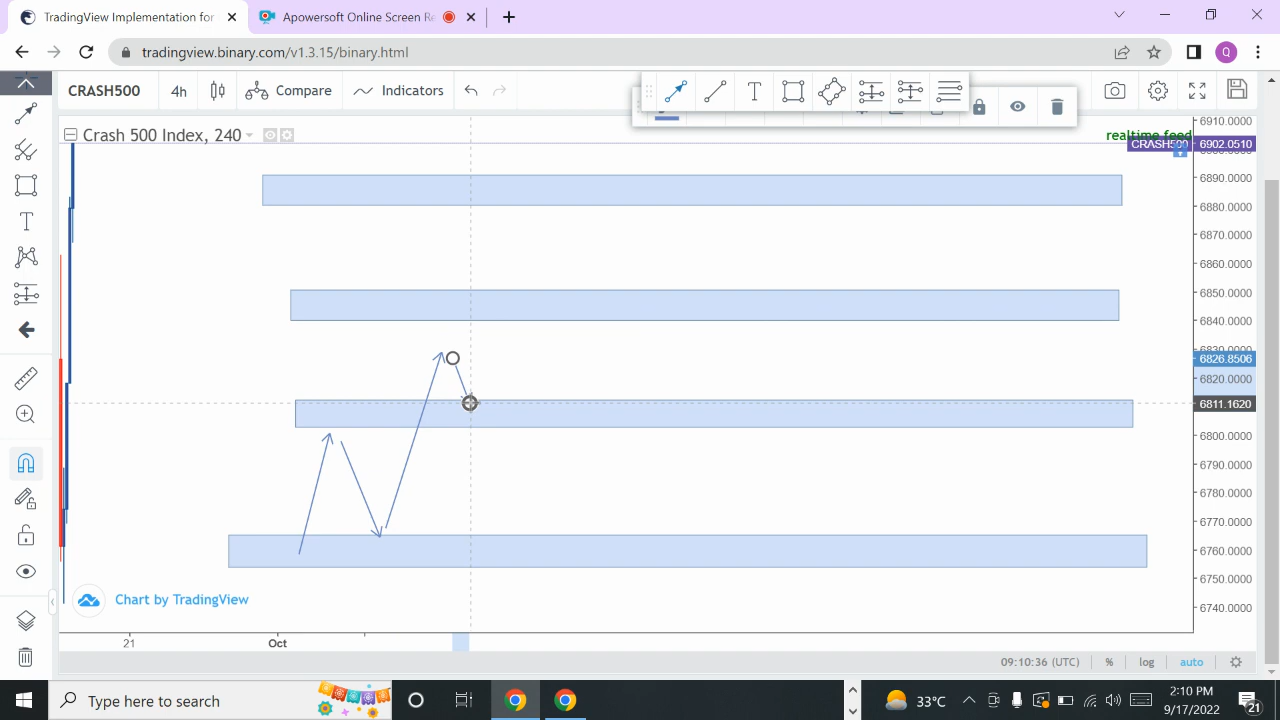 TradingView Implementation for
Apowersoft Online Screen Re
tradingview.binary.com/v1.3.15/binary.html
Q
CRASH500
4h
Compare
Indicators
T
Crash 500 Index, 240
realtime feed
6910.0000
CRASH500 6902.0510
6890.0000
6880.0000
6870.0000
6860.0000
6850.0000
6840.0000
6826.8506
6820.0000
6811.1620
6800.0000
6790.0000
6780.0000
6770.0000
6760.0000
6750.0000
6740.0000
Chart by TradingView
21
Oct
09:10:36 (UTC)
%
log
auto
Type here to search
33°C
2:10 PM
9/17/2022
21